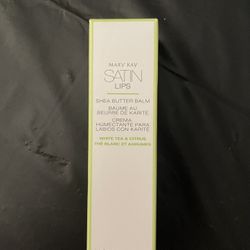 MARY KAY
SATIN
LIPS
SHEA BUTTER BALM
BAUME AU
BEURRE DE KARITÉ
CREMA
HUMECTANTE PARA
LABIOS CON KARITÉ
WHITE TEA & CITRUS
THÉ BLANC ET AGRUMES